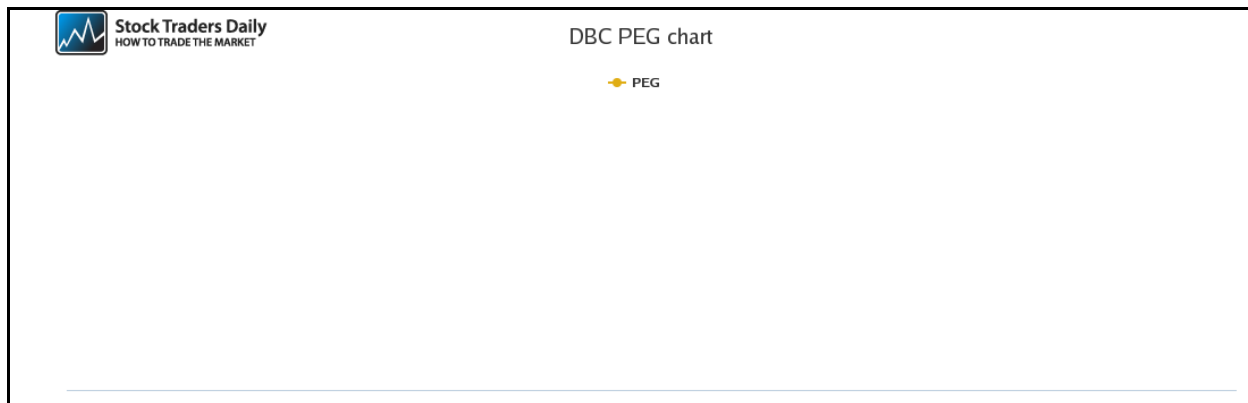 Stock Traders Daily
HOW TO TRADE THE MARKET
DBC PEG chart
PEG